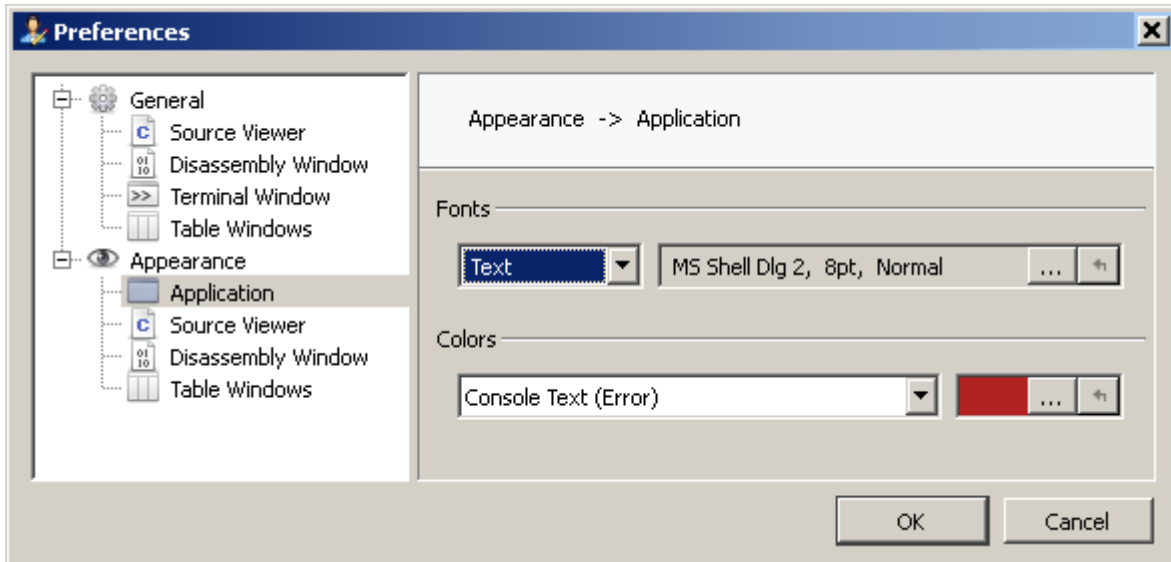 Preferences
General
Source Viewer
Disassembly Window
Terminal Window
Table Windows
Appearance
Application
Source Viewer
Disassembly Window
Table Windows
Appearance -> Application
Fonts
Text
MS Shell Dlg 2, 8pt, Normal
...
Colors
Console Text (Error)
...
OK
Cancel